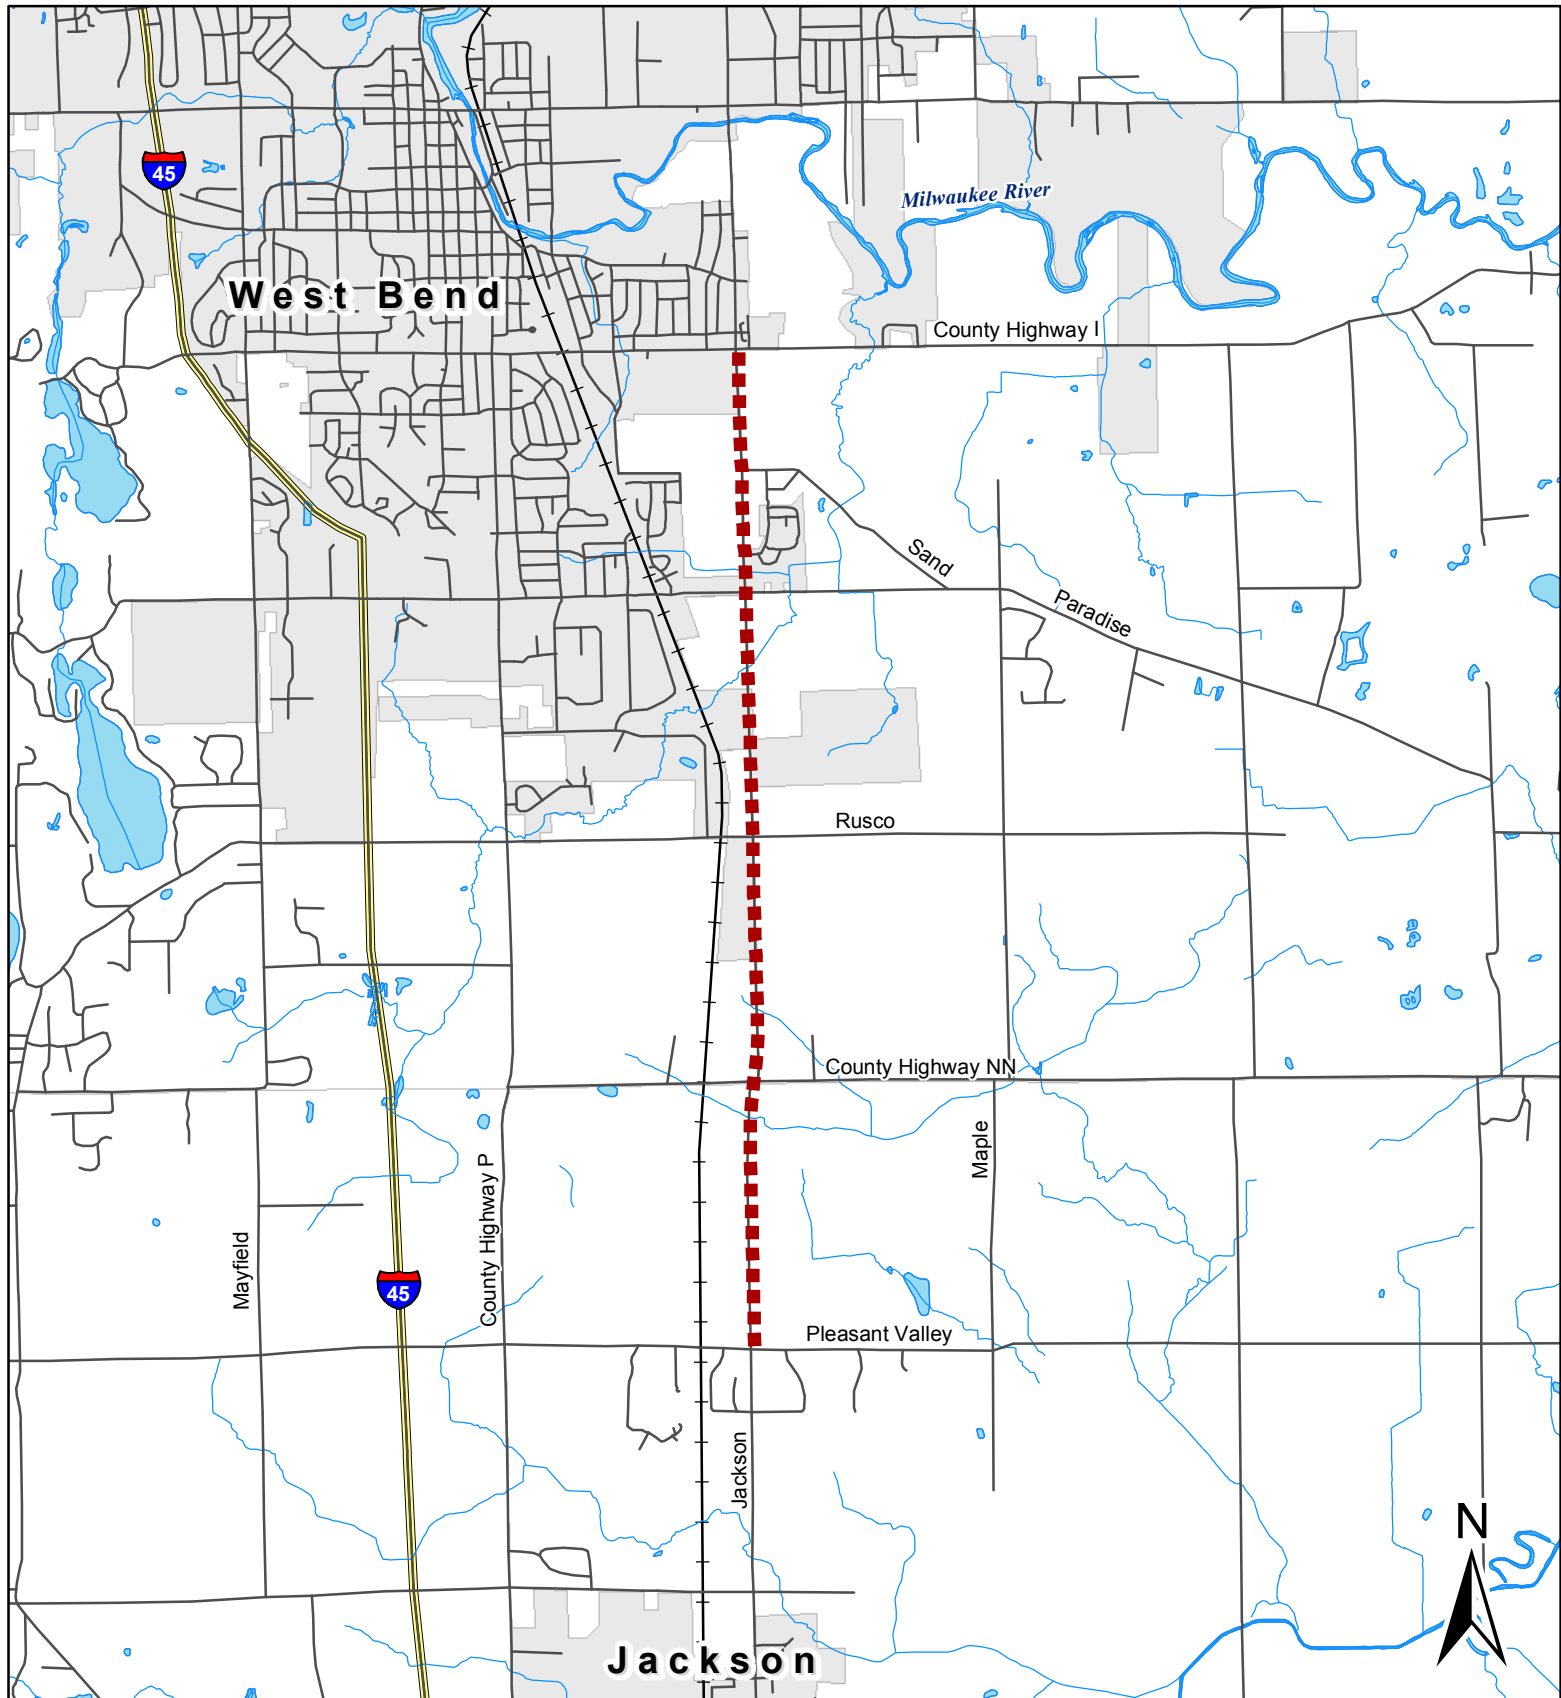 45
Milwaukee River
West Bend
County Highway I
Sand
Paradise
Rusco
County Highway NN
Maple
County Highway P
Mayfield
45
Pleasant Valley
Jackson
N
Jackson